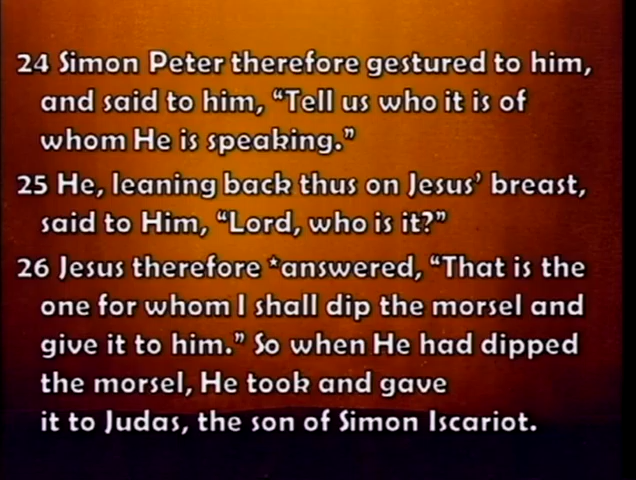 24 Simon Peter therefore gestured to him,
and said to him, “Tell us who it is of
whom He is speaking.”
25 He, leaning back thus on Jesus’ breast,
said to Him, “Lord, who is it?”
26 Jesus therefore *answered, “That is the
one for whom I shall dip the morsel and
give it to him.” So when He had dipped
the morsel, He took and gave
it to Judas, the son of Simon Iscariot.